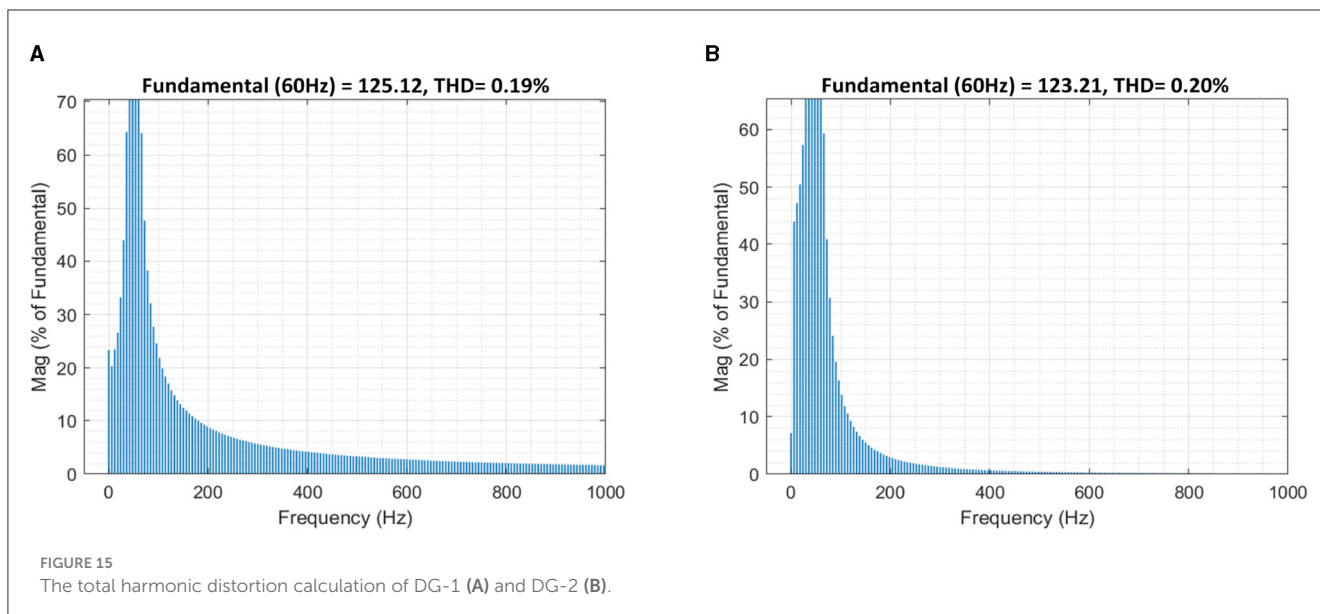 A
Fundamental (60Hz) = 125.12, THD= 0.19%
70
60
50
40
30
20
10
0
Mag (% of Fundamental)
0 200 400 600 800 1000
Frequency (Hz)
B
Fundamental (60Hz) = 123.21, THD= 0.20%
60
50
40
30
20
10
0
Mag (% of Fundamental)
0 200 400 600 800 1000
Frequency (Hz)
FIGURE 15
The total harmonic distortion calculation of DG-1 (A) and DG-2 (B).